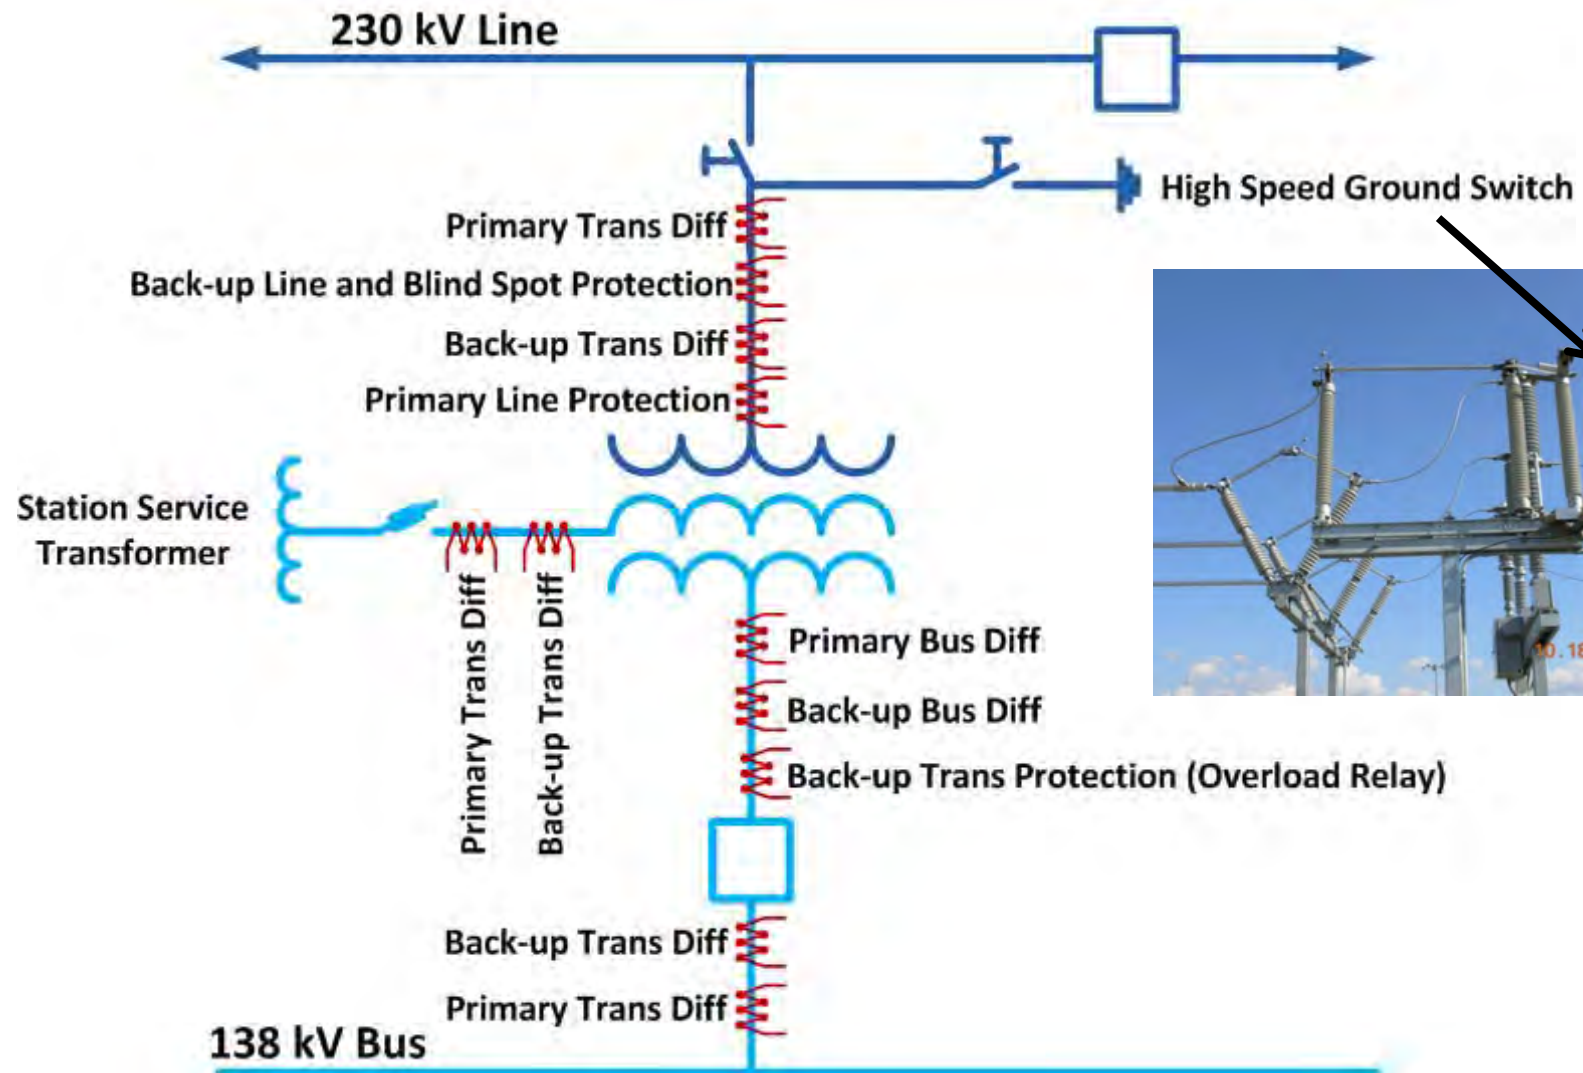 230 kV Line
High Speed Ground Switch
Primary Trans Diff
Back-up Line and Blind Spot Protection
Back-up Trans Diff
Primary Line Protection
Station Service
Transformer
Primary Trans Diff
Back-up Trans Diff
Primary Bus Diff
Back-up Bus Diff
Back-up Trans Protection (Overload Relay)
Back-up Trans Diff
Primary Trans Diff
138 kV Bus